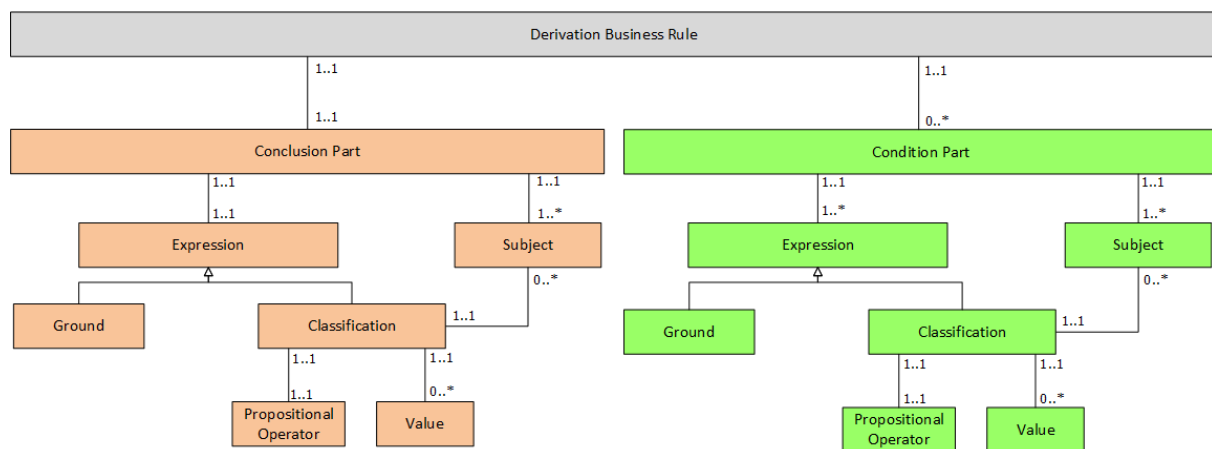 Derivation Business Rule
1..1
1..1
1..1
0..*
Conclusion Part
Condition Part
1..1
1..1
1..1
1..1
1..1
1..*
1..*
1..*
Expression
Subject
Expression
Subject
0..*
0..*
Ground
Classification
1..1
Ground
Classification
1..1
1..1
1..1
1..1
1..1
1..1
0..*
1..1
0..*
Propositional
Operator
Value
Propositional
Operator
Value